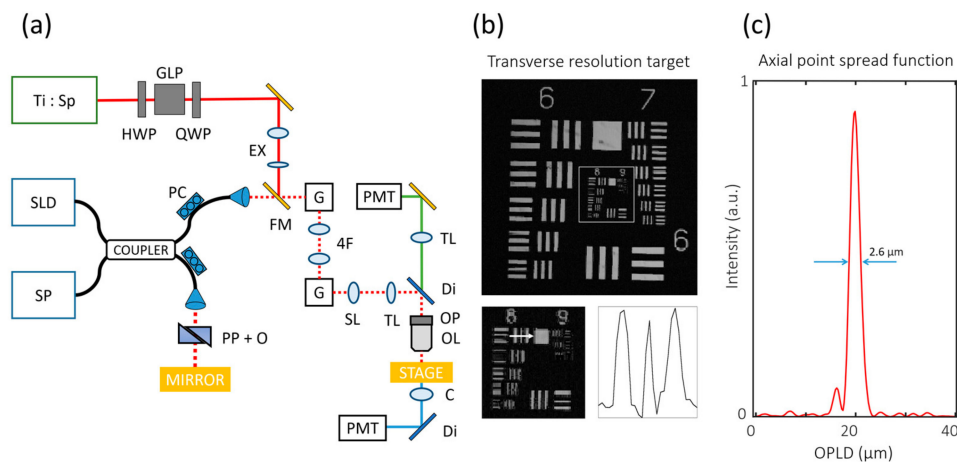 (a)
Ti : Sp
GLP
HWP
QWP
EX
FM
SLD
PC
COUPLER
SP
PP + O
MIRROR
G
4F
G
SL
TL
PMT
TL
Di
OP
OL
STAGE
C
Di
PMT
(b)
Transverse resolution target
6
7
8
9
6
8
9
(c)
Axial point spread function
1
Intensity (a.u.)
2.6 μm
0
0
20
40
OPLD (μm)